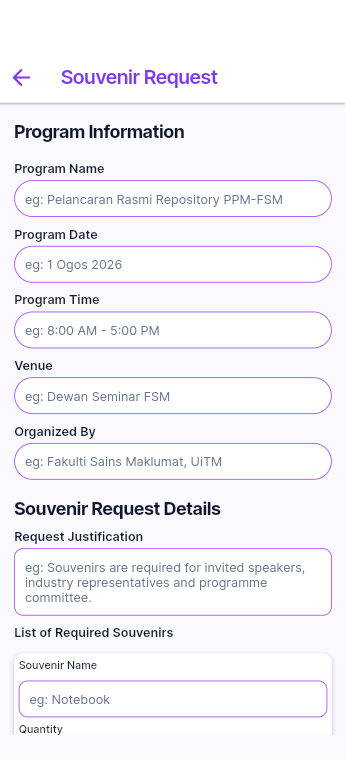 Souvenir Request
Program Information
Program Name
eg: Pelancaran Rasmi Repository PPM-FSM
Program Date
eg: 1 Ogos 2026
Program Time
eg: 8:00 AM - 5:00 PM
Venue
eg: Dewan Seminar FSM
Organized By
eg: Fakulti Sains Maklumat, UiTM
Souvenir Request Details
Request Justification
eg: Souvenirs are required for invited speakers,
industry representatives and programme
committee.
List of Required Souvenirs
Souvenir Name
eg: Notebook
Quantity